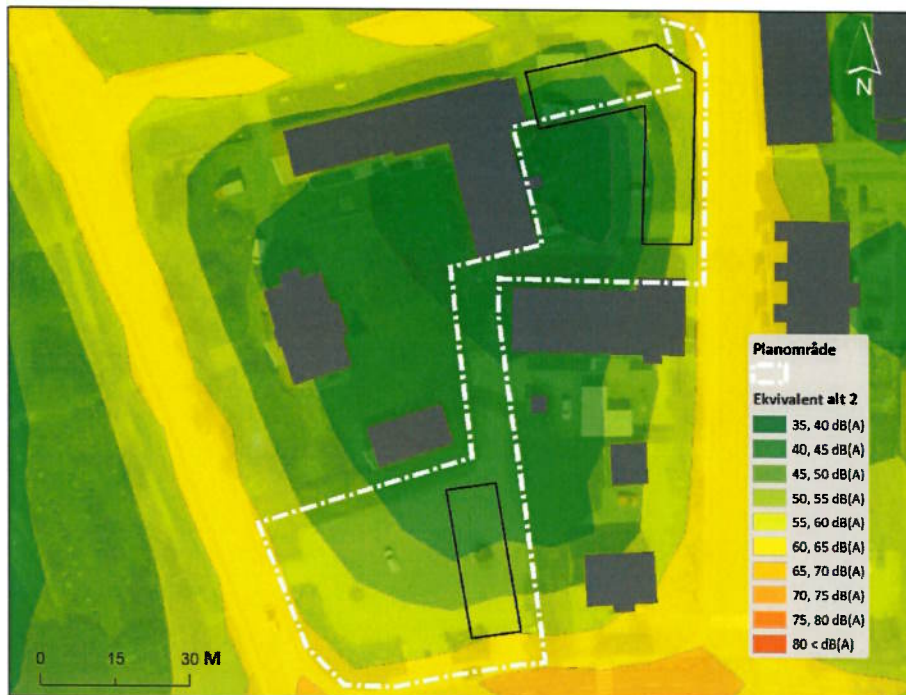 N
Planområde
Ekvivalent alt 2
35, 40 dB(A)
40, 45 dB(A)
45, 50 dB(A)
50, 55 dB(A)
55, 60 dB(A)
60, 65 dB(A)
65, 70 dB(A)
70, 75 dB(A)
75, 80 dB(A)
80 < dB(A)
0 15 30 M